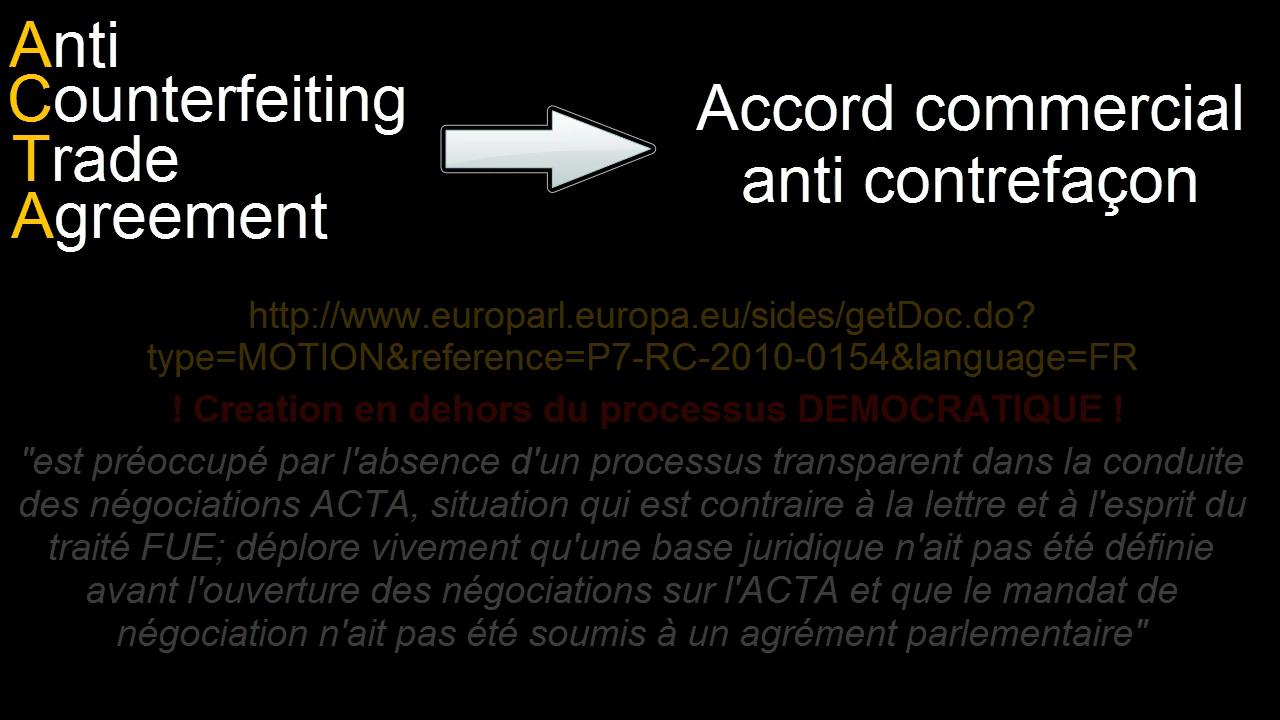 Anti
Counterfeiting
Trade
Agreement
Accord commercial
anti contrefaçon
http://www.europarl.europa.eu/sides/getDoc.do?
type=MOTION&reference=P7-RC-2010-0154&language=FR
! Creation en dehors du processus DEMOCRATIQUE !
"est préoccupé par l'absence d'un processus transparent dans la conduite
des négociations ACTA, situation qui est contraire à la lettre et à l'esprit du
traité FUE; déplore vivement qu'une base juridique n'ait pas été définie
avant l'ouverture des négociations sur l'ACTA et que le mandat de
négociation n'ait pas été soumis à un agrément parlementaire"